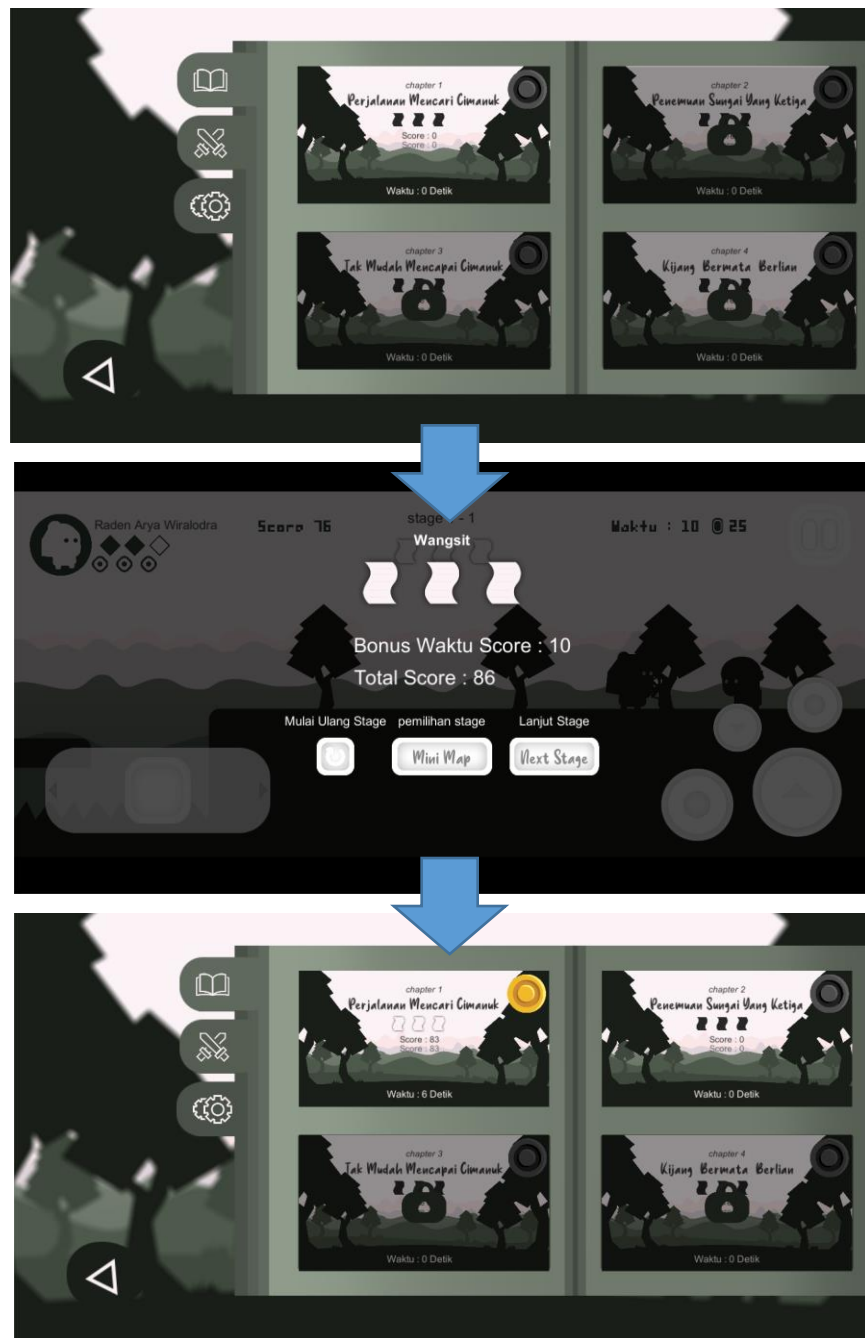 chapter 1
Perjalanan Mencari Cimanuk
Score : 0
Score : 0
Waktu : 0 Detik
chapter 2
Penemuan Sungai Yang Ketiga
Waktu : 0 Detik
chapter 3
Tak Mudah Mencapai Cimanuk
Waktu : 0 Detik
chapter 4
Kijang Bermata Berlian
Waktu : 0 Detik
Raden Arya Wiralodra
Score 76
stage - 1
Waktu : 10 25
Wangsit
Bonus Waktu Score : 10
Total Score : 86
Mulai Ulang Stage pemilihan stage Lanjut Stage
Mini Map Next Stage
chapter 1
Perjalanan Mencari Cimanuk
Score : 83
Score : 83
Waktu : 6 Detik
chapter 2
Penemuan Sungai Yang Ketiga
Score : 0
Score : 0
Waktu : 0 Detik
chapter 3
Tak Mudah Mencapai Cimanuk
Waktu : 0 Detik
chapter 4
Kijang Bermata Berlian
Waktu : 0 Detik